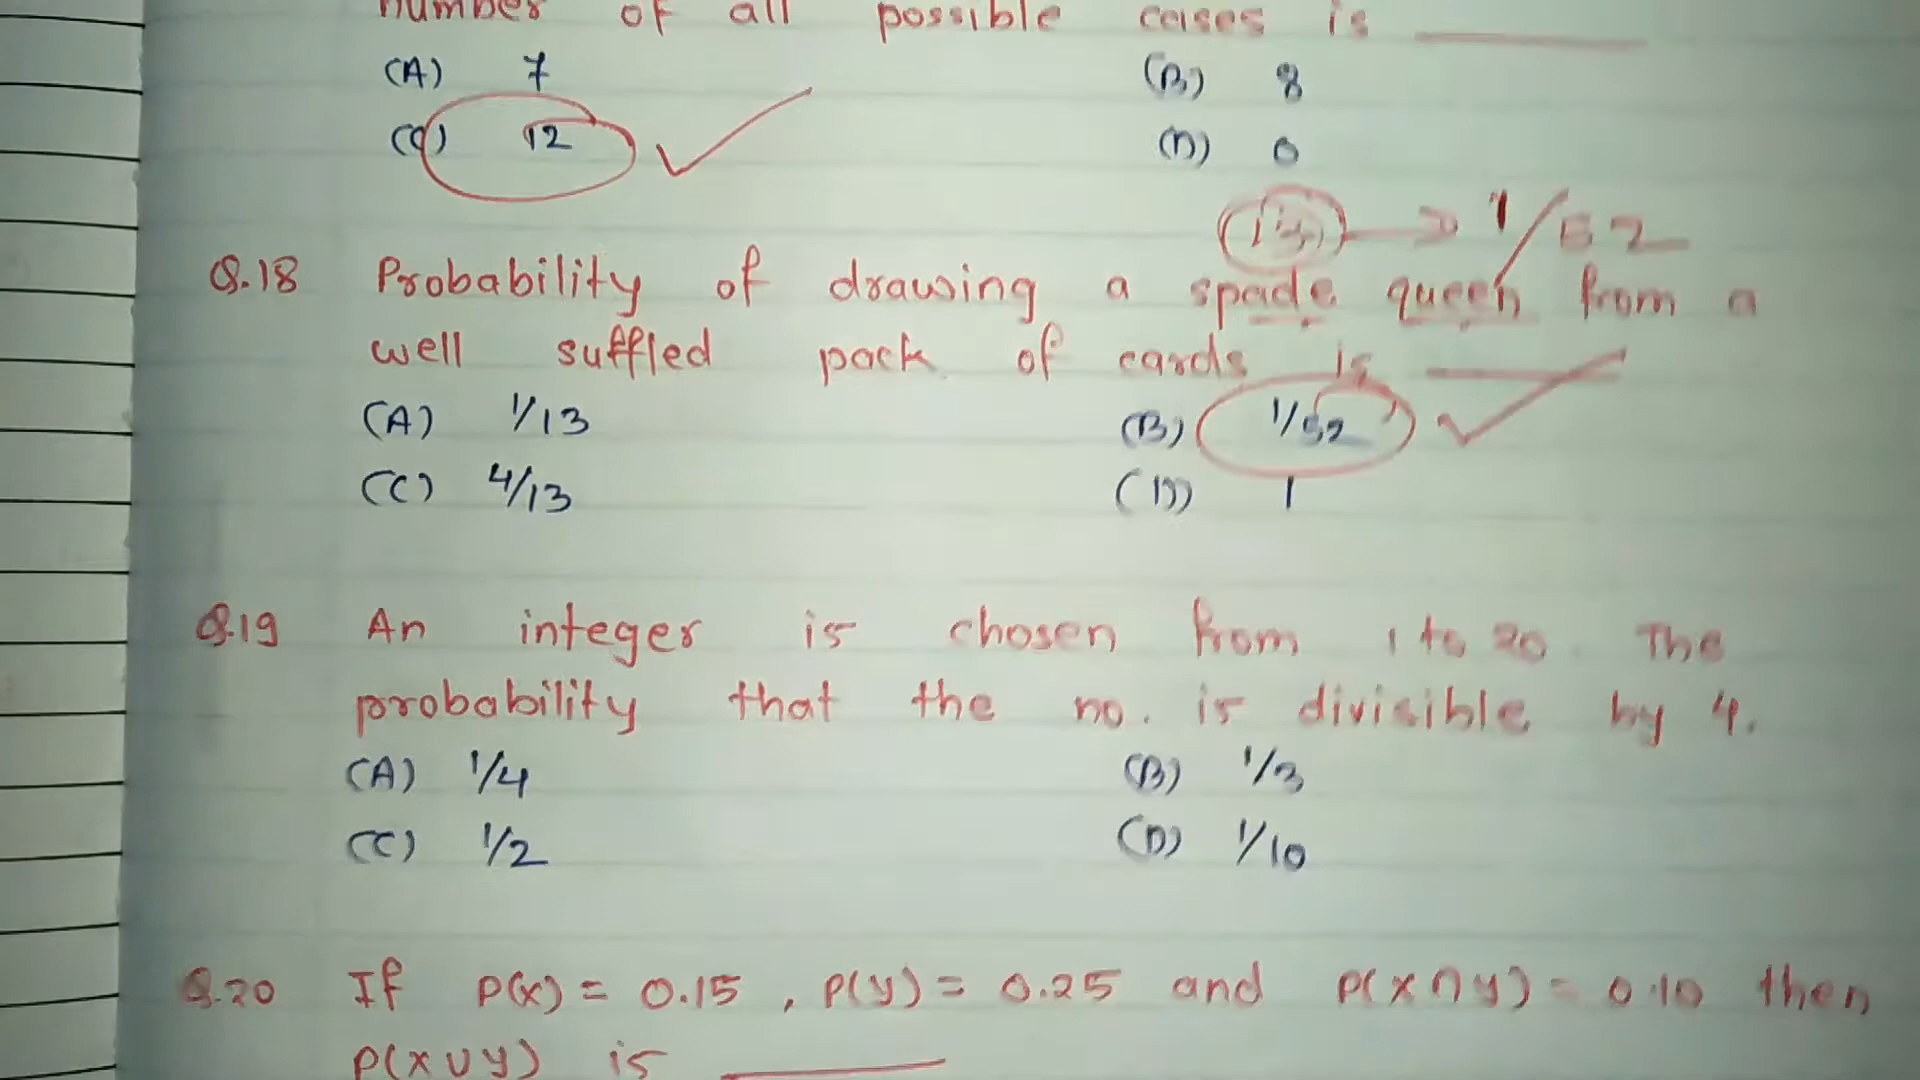 number of all possible cases is ______
(A) 7 (B) 8
(C) 12 (D) 0
(13) → 1/52
Q.18 Probability of drawing a spade queen from a
well suffled pack of cards is ______
(A) 1/13 (B) 1/52
(C) 4/13 (D) 1
Q.19 An integer is chosen from 1 to 20. The
probability that the no. is divisible by 4.
(A) 1/4 (B) 1/3
(C) 1/2 (D) 1/10
Q.20 If P(x) = 0.15, P(y) = 0.25 and P(x∩y) = 0.10 then
P(x∪y) is ______